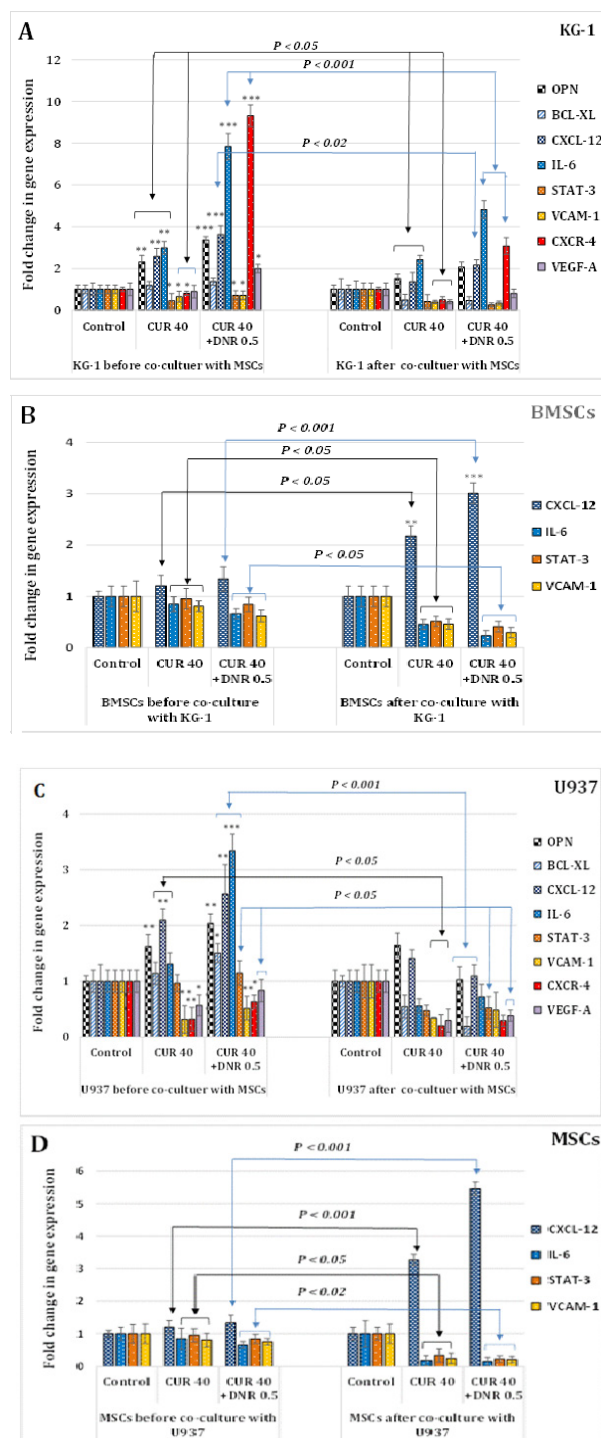 A
KG-1
P < 0.05
P < 0.001
P < 0.02
Fold change in gene expression
14
12
10
8
6
4
2
0
***
***
*** ***
** ** **
* * * *
* *
*
OPN
BCL-XL
CXCL-12
IL-6
STAT-3
VCAM-1
CXCR-4
VEGF-A
Control
CUR 40
CUR 40
+DNR 0.5
Control
CUR 40
CUR 40
+DNR 0.5
KG-1 before co-cultuer with MSCs
KG-1 after co-cultuer with MSCs
B
BMSCs
P < 0.001
P < 0.05
P < 0.05
P < 0.05
Fold change in gene expression
4
3
2
1
0
**
***
CXCL-12
IL-6
STAT-3
VCAM-1
Control
CUR 40
CUR 40
+DNR 0.5
Control
CUR 40
CUR 40
+DNR 0.5
BMSCs before co-culture
with KG-1
BMSCs after co-culture with
KG-1
C
U937
P < 0.001
P < 0.05
P < 0.05
Fold change in gene expression
4
3
2
1
0
OPN
BCL-XL
CXCL-12
IL-6
STAT-3
VCAM-1
CXCR-4
VEGF-A
Control
CUR 40
CUR 40
+DNR 0.5
Control
CUR 40
CUR 40
+DNR 0.5
U937 before co-cultuer with MSCs
U937 after co-cultuer with MSCs
D
MSCs
P < 0.001
P < 0.001
P < 0.05
P < 0.02
Fold change in gene expression
6
5
4
3
2
1
0
CXCL-12
IL-6
STAT-3
VCAM-1
Control
CUR 40
CUR 40
+DNR 0.5
Control
CUR 40
CUR 40
+DNR 0.5
MSCs before co-culture with
U937
MSCs after co-culture with
U937